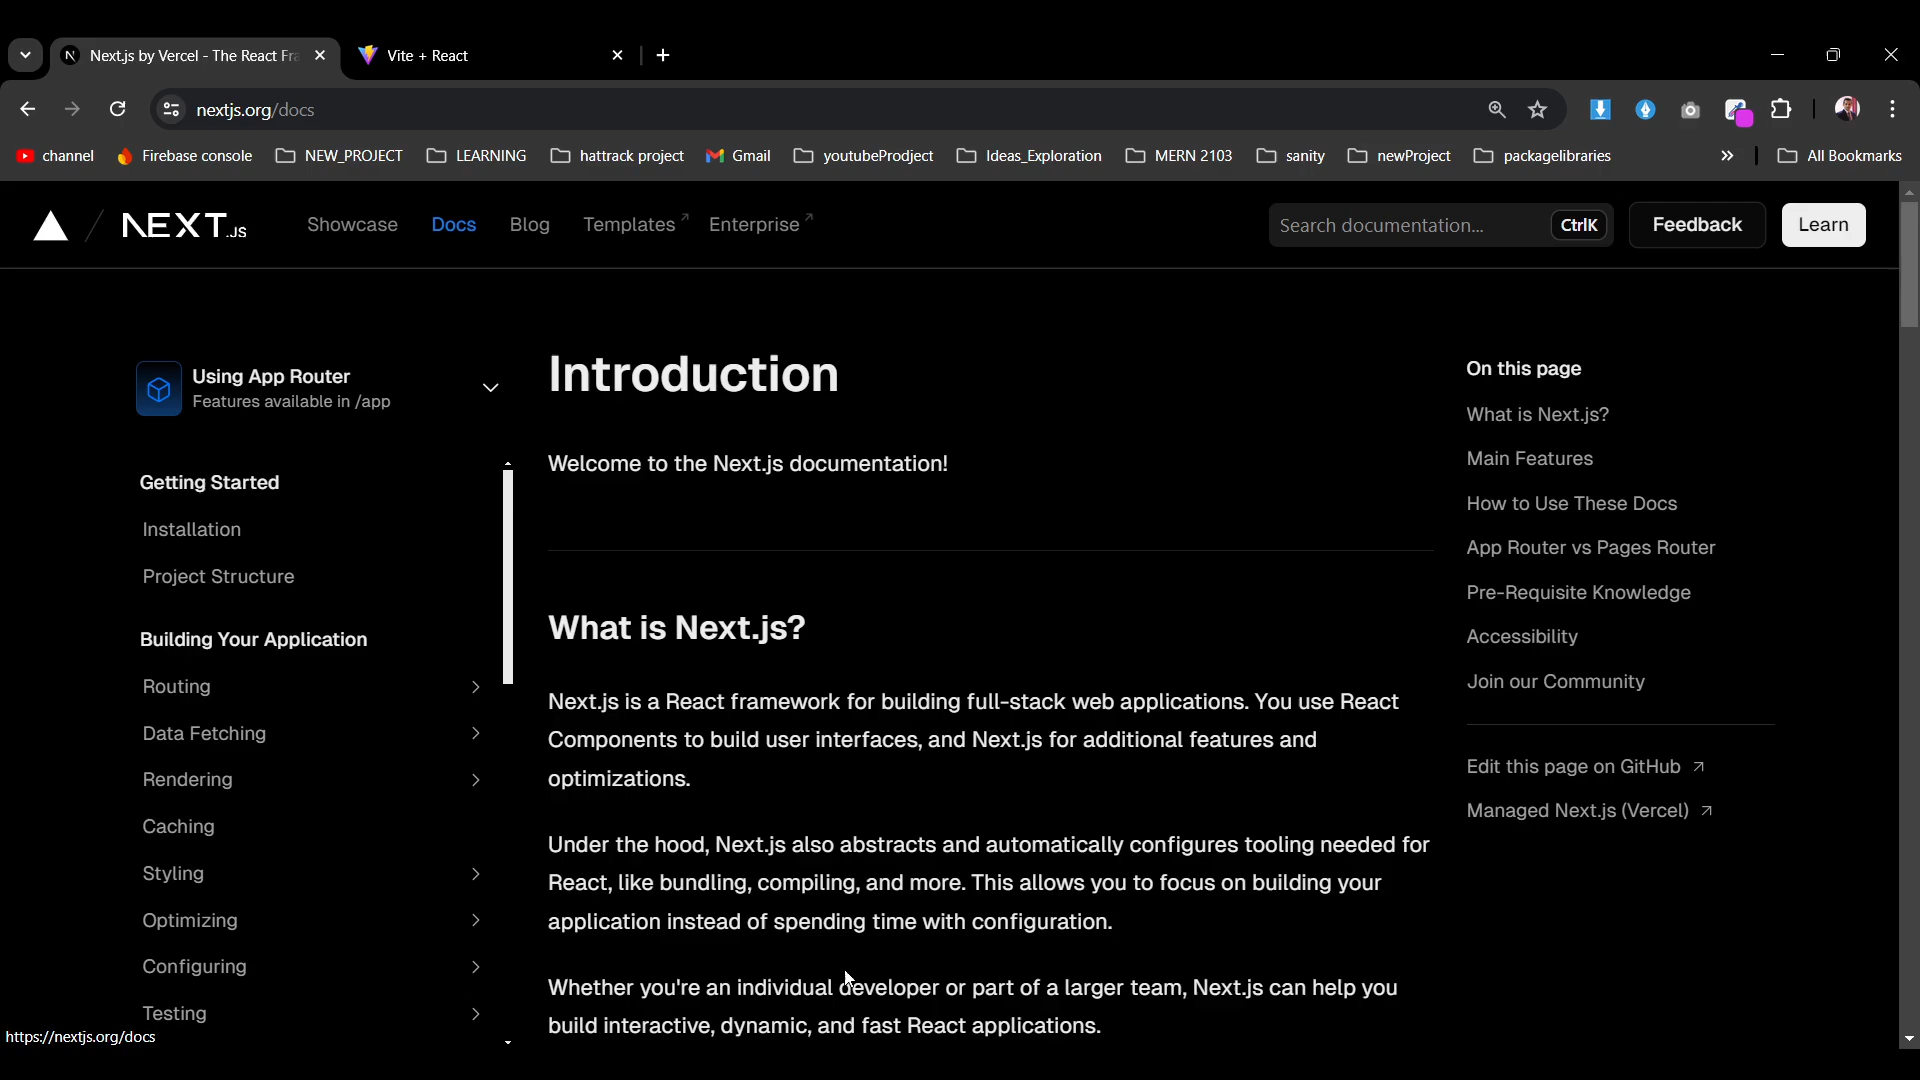 Next.js by Vercel - The React Fra
Vite + React
nextjs.org/docs
channel
Firebase console
NEW_PROJECT
LEARNING
hattrack project
Gmail
youtubeProdject
Ideas_Exploration
MERN 2103
sanity
newProject
packagelibraries
All Bookmarks
NEXT.JS
Showcase
Docs
Blog
Templates
Enterprise
Search documentation...
CtrlK
Feedback
Learn
Using App Router
Features available in /app
Getting Started
Installation
Project Structure
Building Your Application
Routing
Data Fetching
Rendering
Caching
Styling
Optimizing
Configuring
Testing
https://nextjs.org/docs
Introduction
Welcome to the Next.js documentation!
What is Next.js?
Next.js is a React framework for building full-stack web applications. You use React
Components to build user interfaces, and Next.js for additional features and
optimizations.
Under the hood, Next.js also abstracts and automatically configures tooling needed for
React, like bundling, compiling, and more. This allows you to focus on building your
application instead of spending time with configuration.
Whether you're an individual developer or part of a larger team, Next.js can help you
build interactive, dynamic, and fast React applications.
On this page
What is Next.js?
Main Features
How to Use These Docs
App Router vs Pages Router
Pre-Requisite Knowledge
Accessibility
Join our Community
Edit this page on GitHub
Managed Next.js (Vercel)